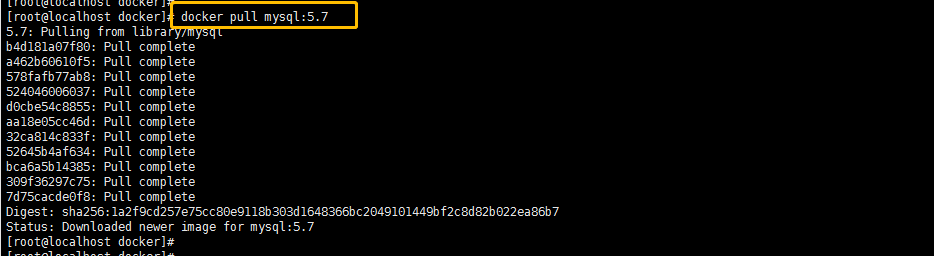 [root@localhost docker]#
[root@localhost docker]# docker pull mysql:5.7
5.7: Pulling from library/mysql
b4d181a07f80: Pull complete
a462b60610f5: Pull complete
578fafb77ab8: Pull complete
524046006037: Pull complete
d0cbe54c8855: Pull complete
aa18e05cc46d: Pull complete
32ca814c833f: Pull complete
52645b4af634: Pull complete
bca6a5b14385: Pull complete
309f36297c75: Pull complete
7d75cacde0f8: Pull complete
Digest: sha256:1a2f9cd257e75cc80e9118b303d1648366bc2049101449bf2c8d82b022ea86b7
Status: Downloaded newer image for mysql:5.7
[root@localhost docker]#
[root@localhost docker]#